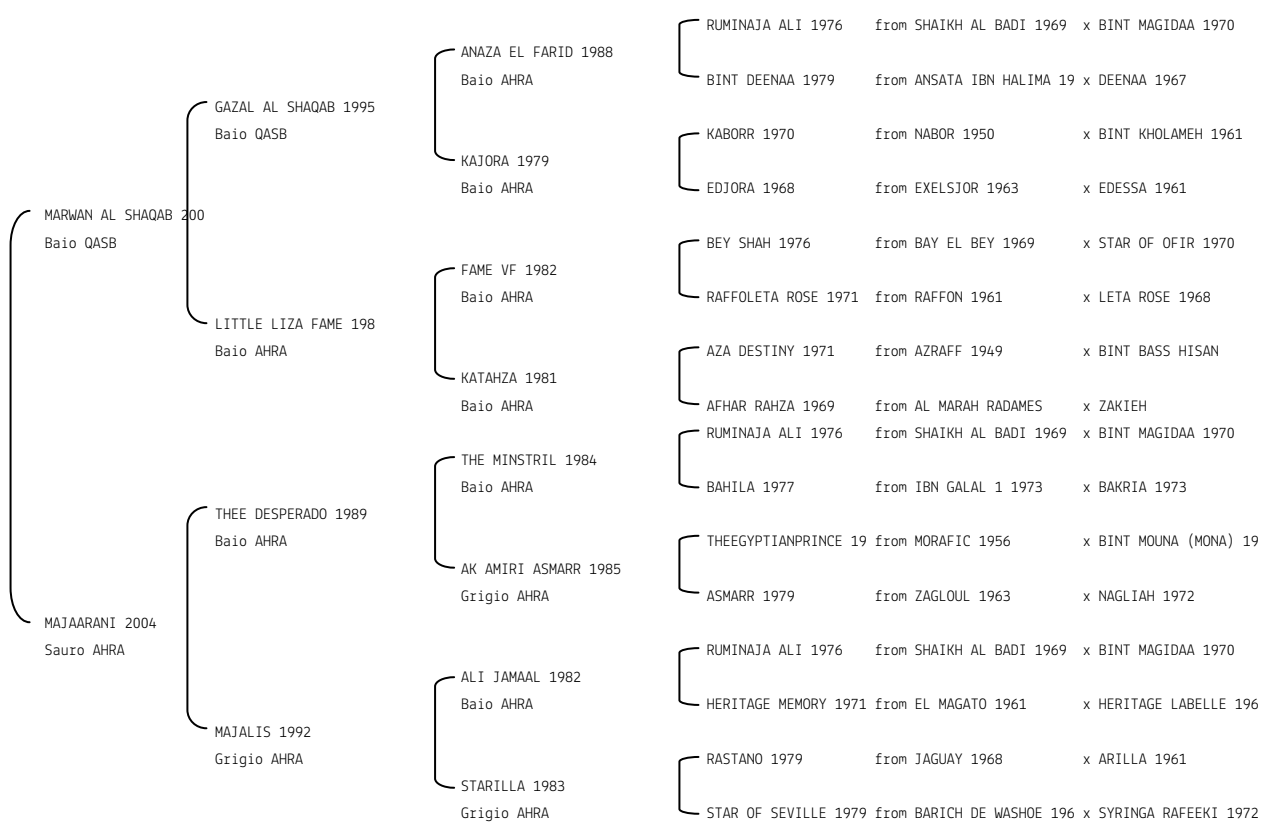 RUMINAJA ALI 1976 from SHAIKH AL BADI 1969 x BINT MAGIDAA 1970
ANAZA EL FARID 1988
Baio AHRA
BINT DEENAA 1979 from ANSATA IBN HALIMA 19 x DEENAA 1967
GAZAL AL SHAQAB 1995
Baio QASB
KABORR 1970 from NABOR 1950 x BINT KHOLAMEH 1961
KAJORA 1979
Baio AHRA
EDJORA 1968 from EXELSJOR 1963 x EDESSA 1961
MARWAN AL SHAQAB 200
Baio QASB
BEY SHAH 1976 from BAY EL BEY 1969 x STAR OF OFIR 1970
FAME VF 1982
Baio AHRA
RAFFOLETA ROSE 1971 from RAFFON 1961 x LETA ROSE 1968
LITTLE LIZA FAME 198
Baio AHRA
AZA DESTINY 1971 from AZRAFF 1949 x BINT BASS HISAN
KATAHZA 1981
Baio AHRA
AFHAR RAHZA 1969 from AL MARAH RADAMES x ZAKIEH
RUMINAJA ALI 1976 from SHAIKH AL BADI 1969 x BINT MAGIDAA 1970
THE MINSTRIL 1984
Baio AHRA
BAHILA 1977 from IBN GALAL 1 1973 x BAKRIA 1973
THEE DESPERADO 1989
Baio AHRA
THEEGYPTIANPRINCE 19 from MORAFIC 1956 x BINT MOUNA (MONA) 19
AK AMIRI ASMARR 1985
Grigio AHRA
ASMARR 1979 from ZAGLOUL 1963 x NAGLIAH 1972
MAJAARANI 2004
Sauro AHRA
RUMINAJA ALI 1976 from SHAIKH AL BADI 1969 x BINT MAGIDAA 1970
ALI JAMAAL 1982
Baio AHRA
HERITAGE MEMORY 1971 from EL MAGATO 1961 x HERITAGE LABELLE 196
MAJALIS 1992
Grigio AHRA
RASTANO 1979 from JAGUAY 1968 x ARILLA 1961
STARILLA 1983
Grigio AHRA
STAR OF SEVILLE 1979 from BARICH DE WASHOE 196 x SYRINGA RAFEEKI 1972